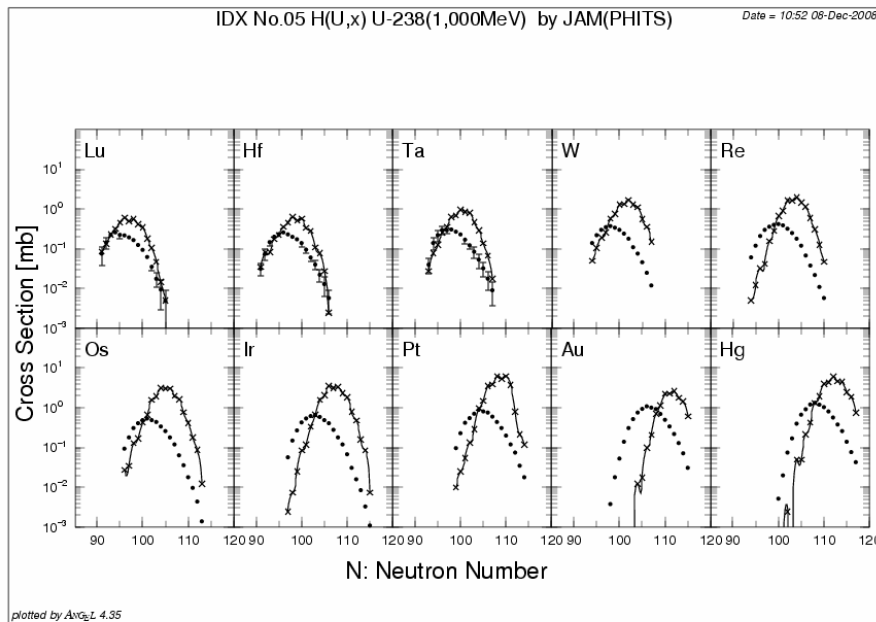 IDX No.05 H(U,x) U-238(1,000MeV) by JAM(PHITS)
Date = 10:52 08-Dec-2008
Cross Section [mb]
Lu Hf Ta W Re
10¹
10⁰
10⁻¹
10⁻²
10⁻³
Os Ir Pt Au Hg
10¹
10⁰
10⁻¹
10⁻²
10⁻³
90 100 110 120 90 100 110 120 90 100 110 120 90 100 110 120 90 100 110 120
N: Neutron Number
plotted by ANGEL 4.35